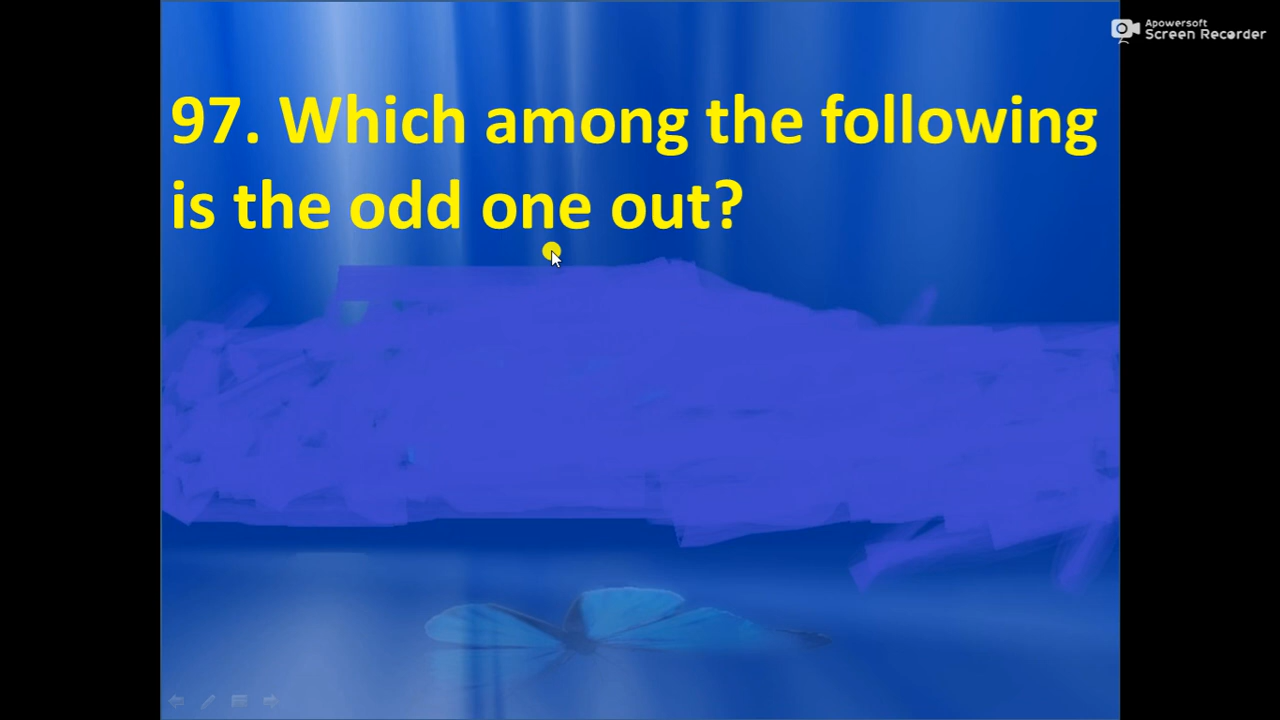 Apowersoft
Screen Recorder
97. Which among the following
is the odd one out?